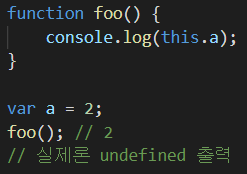 function foo() {
    console.log(this.a);
}

var a = 2;
foo(); // 2
// 실제론 undefined 출력